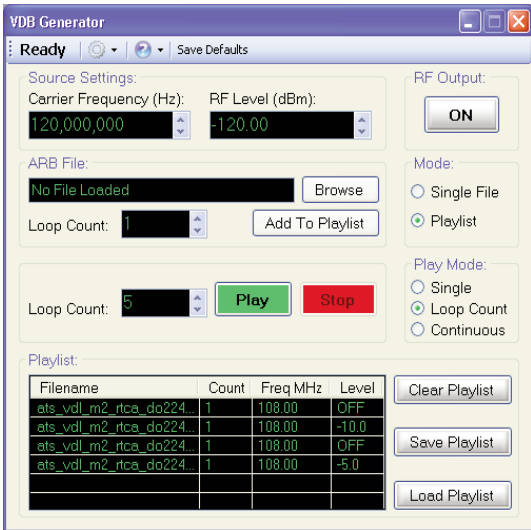 VDB Generator
Ready Save Defaults
Source Settings:
Carrier Frequency (Hz): RF Level (dBm):
120,000,000 -120.00
RF Output:
ON
ARB File:
No File Loaded Browse
Loop Count: 1 Add To Playlist
Mode:
Single File
Playlist
Loop Count: 5 Play Stop
Play Mode:
Single
Loop Count
Continuous
Playlist:
Filename Count Freq MHz Level
ats_vdl_m2_rtca_do224... 1 108.00 OFF
ats_vdl_m2_rtca_do224... 1 108.00 -10.0
ats_vdl_m2_rtca_do224... 1 108.00 OFF
ats_vdl_m2_rtca_do224... 1 108.00 -5.0
Clear Playlist
Save Playlist
Load Playlist